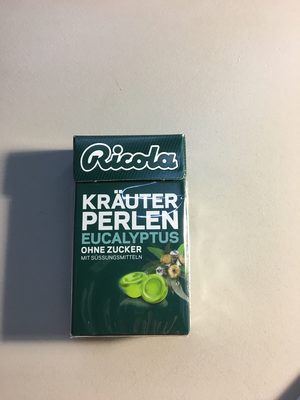 Ricola
KRÄUTER
PERLEN
EUCALYPTUS
OHNE ZUCKER
MIT SÜSSUNGSMITTELN